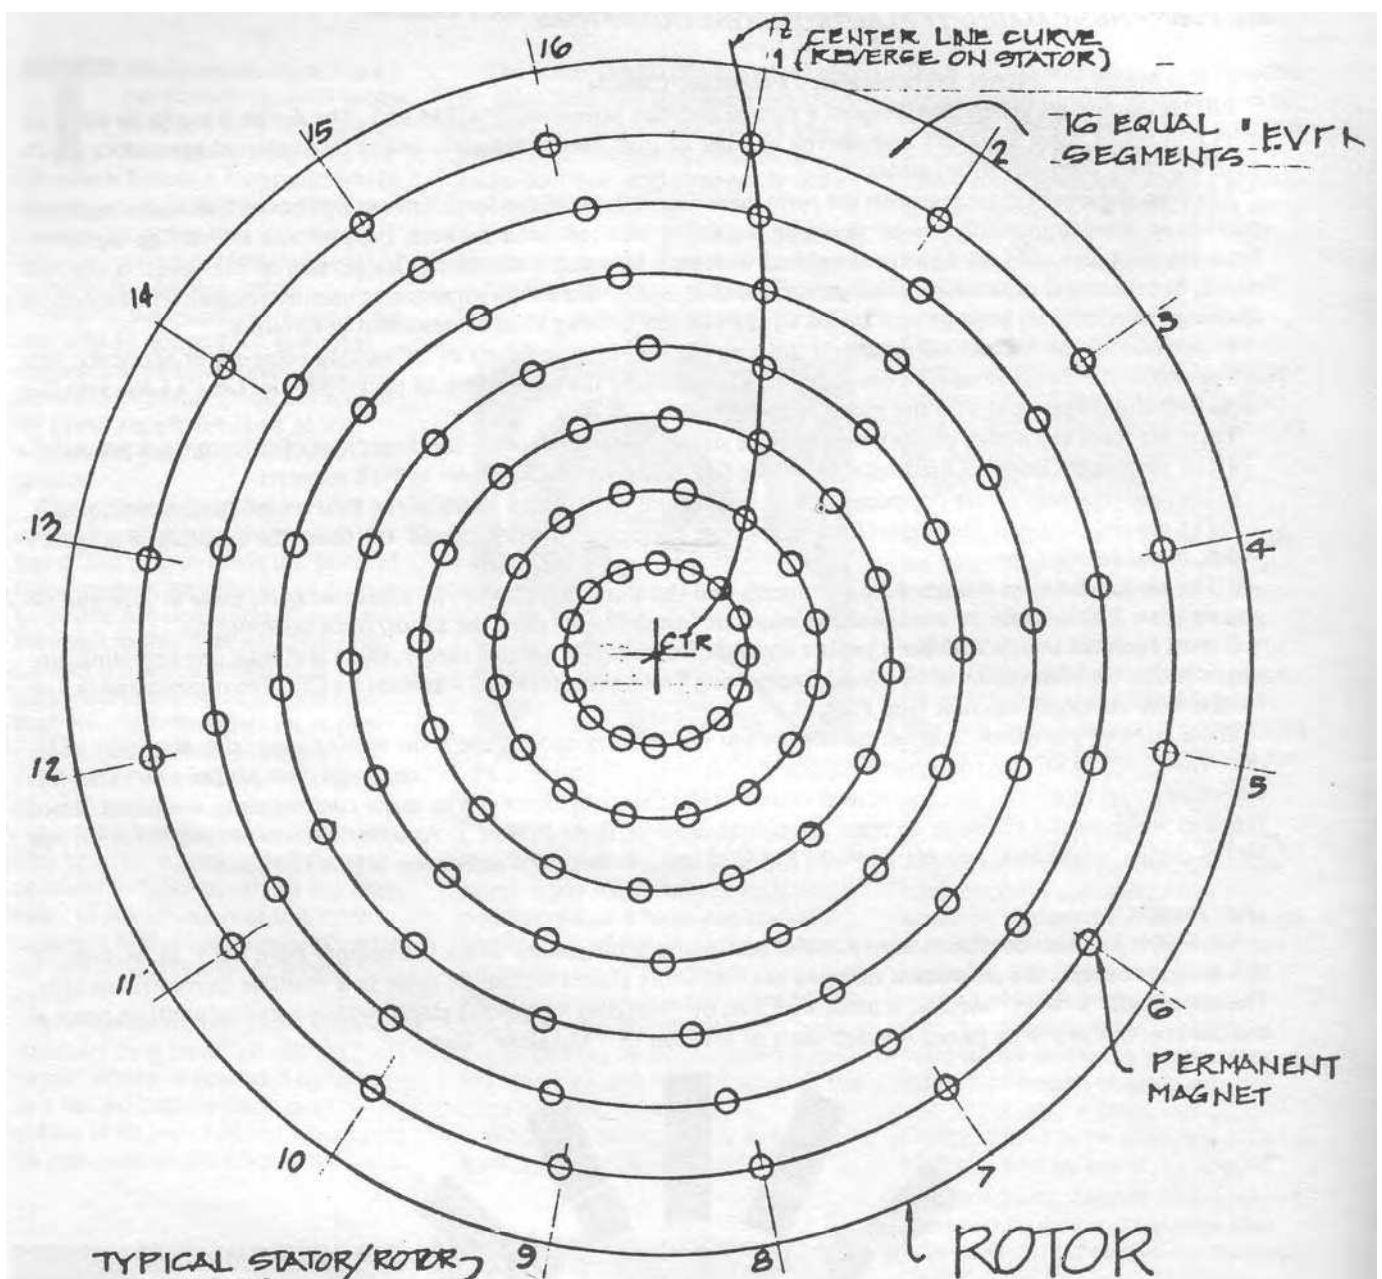 16
CENTER LINE CURVE
1 (REVERSE ON STATOR)
15
16 EQUAL "EVEN
SEGMENTS
2
14
3
13
4
CTR
12
5
11
6
PERMANENT
MAGNET
10
7
ROTOR
TYPICAL STATOR/ROTOR
9
8